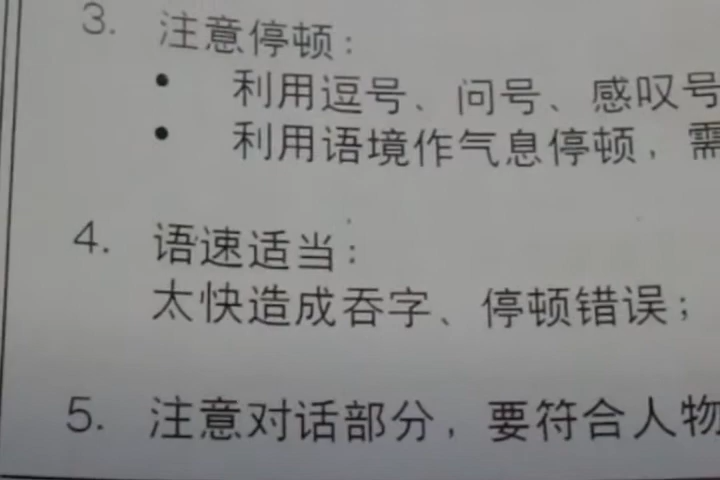 3. 注意停顿：
• 利用逗号、问号、感叹号
• 利用语境作气息停顿，需
4. 语速适当：
太快造成吞字、停顿错误；
5. 注意对话部分，要符合人物